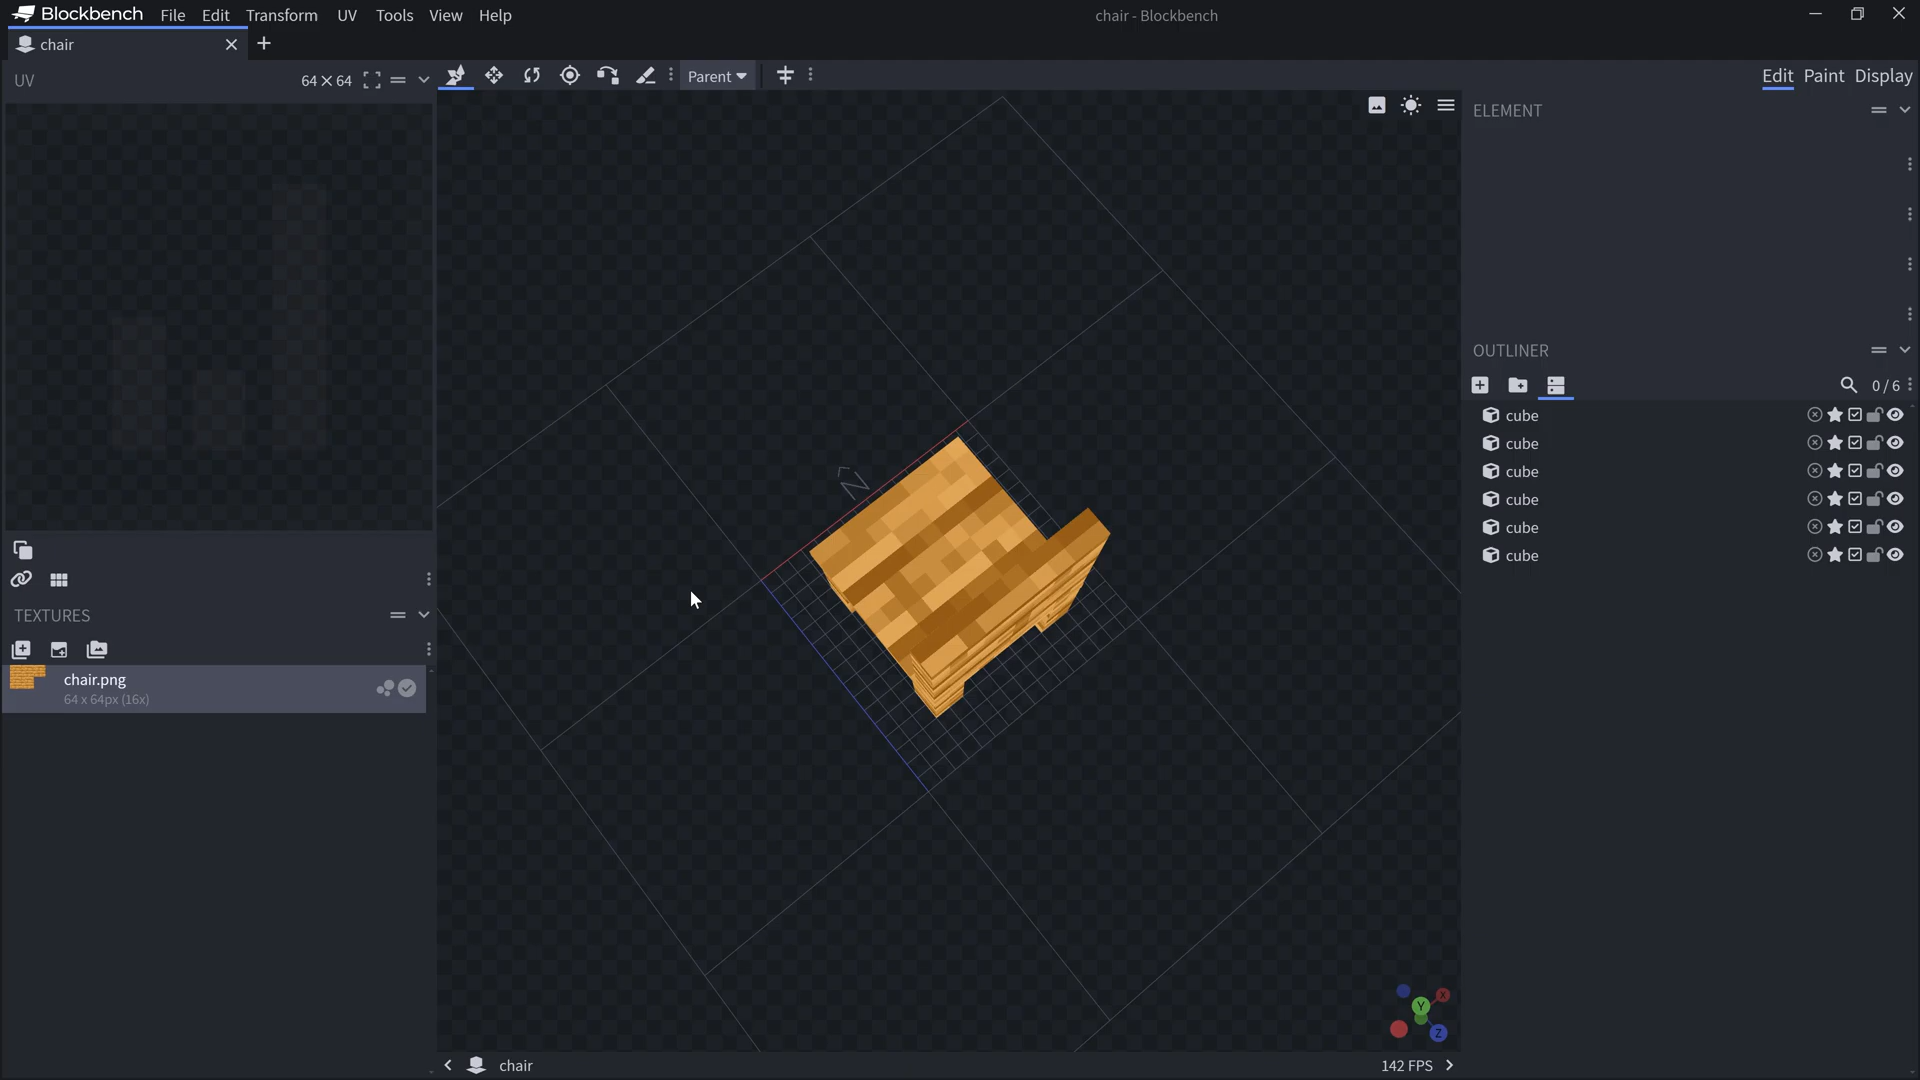 Blockbench File Edit Transform UV Tools View Help
chair - Blockbench
chair
UV
64 × 64
Parent
Edit Paint Display
ELEMENT
OUTLINER
0 / 6
cube
cube
cube
cube
cube
cube
N
TEXTURES
chair.png
64 x 64px (16x)
X
Y
Z
chair
142 FPS